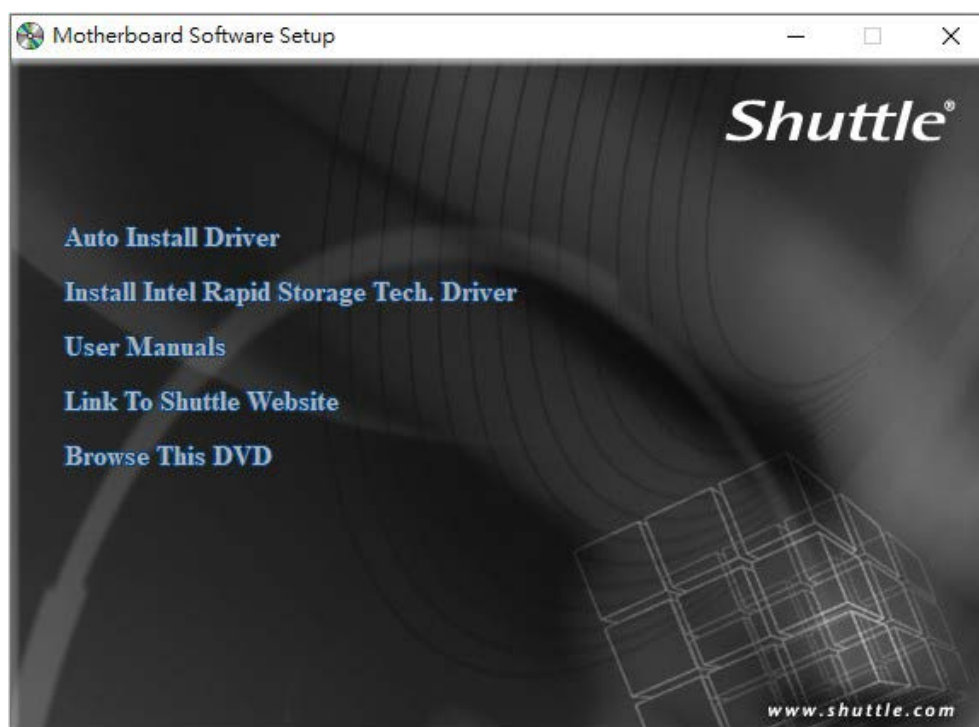 Motherboard Software Setup
Shuttle®
Auto Install Driver
Install Intel Rapid Storage Tech. Driver
User Manuals
Link To Shuttle Website
Browse This DVD
www.shuttle.com